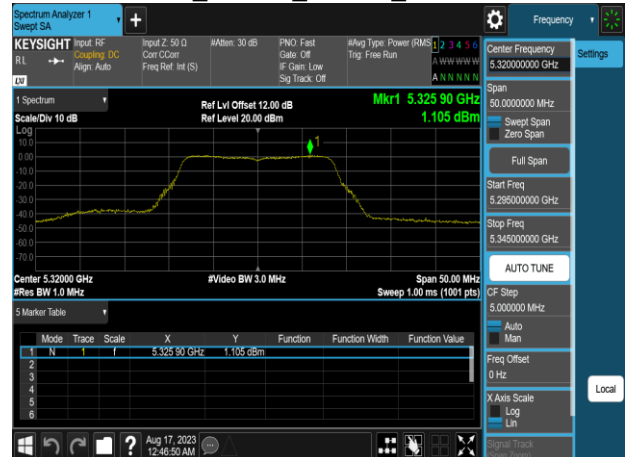 Spectrum Analyzer 1
Swept SA
Frequency
KEYSIGHT
RL
LXI
Input: RF
Coupling: DC
Align: Auto
Input Z: 50 Ω
Corr CCorr
Freq Ref: Int (S)
#Atten: 30 dB
PNO: Fast
Gate: Off
IF Gain: Low
Sig Track: Off
#Avg Type: Power (RMS
Trig: Free Run
1 2 3 4 5 6
A W W W W W
A N N N N N
Center Frequency
5.320000000 GHz
Settings
Span
50.0000000 MHz
Swept Span
Zero Span
Full Span
Start Freq
5.295000000 GHz
Stop Freq
5.345000000 GHz
AUTO TUNE
CF Step
5.000000 MHz
Auto
Man
Freq Offset
0 Hz
X Axis Scale
Log
Lin
Signal Track
(Span Zoom)
Local
1 Spectrum
Scale/Div 10 dB
Ref Lvl Offset 12.00 dB
Ref Level 20.00 dBm
Mkr1 5.325 90 GHz
1.105 dBm
Log
10.0
0.00
-10.0
-20.0
-30.0
-40.0
-50.0
-60.0
-70.0
1
Center 5.32000 GHz
#Res BW 1.0 MHz
#Video BW 3.0 MHz
Span 50.00 MHz
Sweep 1.00 ms (1001 pts)
5 Marker Table
Mode Trace Scale X Y Function Function Width Function Value
1 N 1 f 5.325 90 GHz 1.105 dBm
2
3
4
5
6
?
Aug 17, 2023
12:46:50 AM